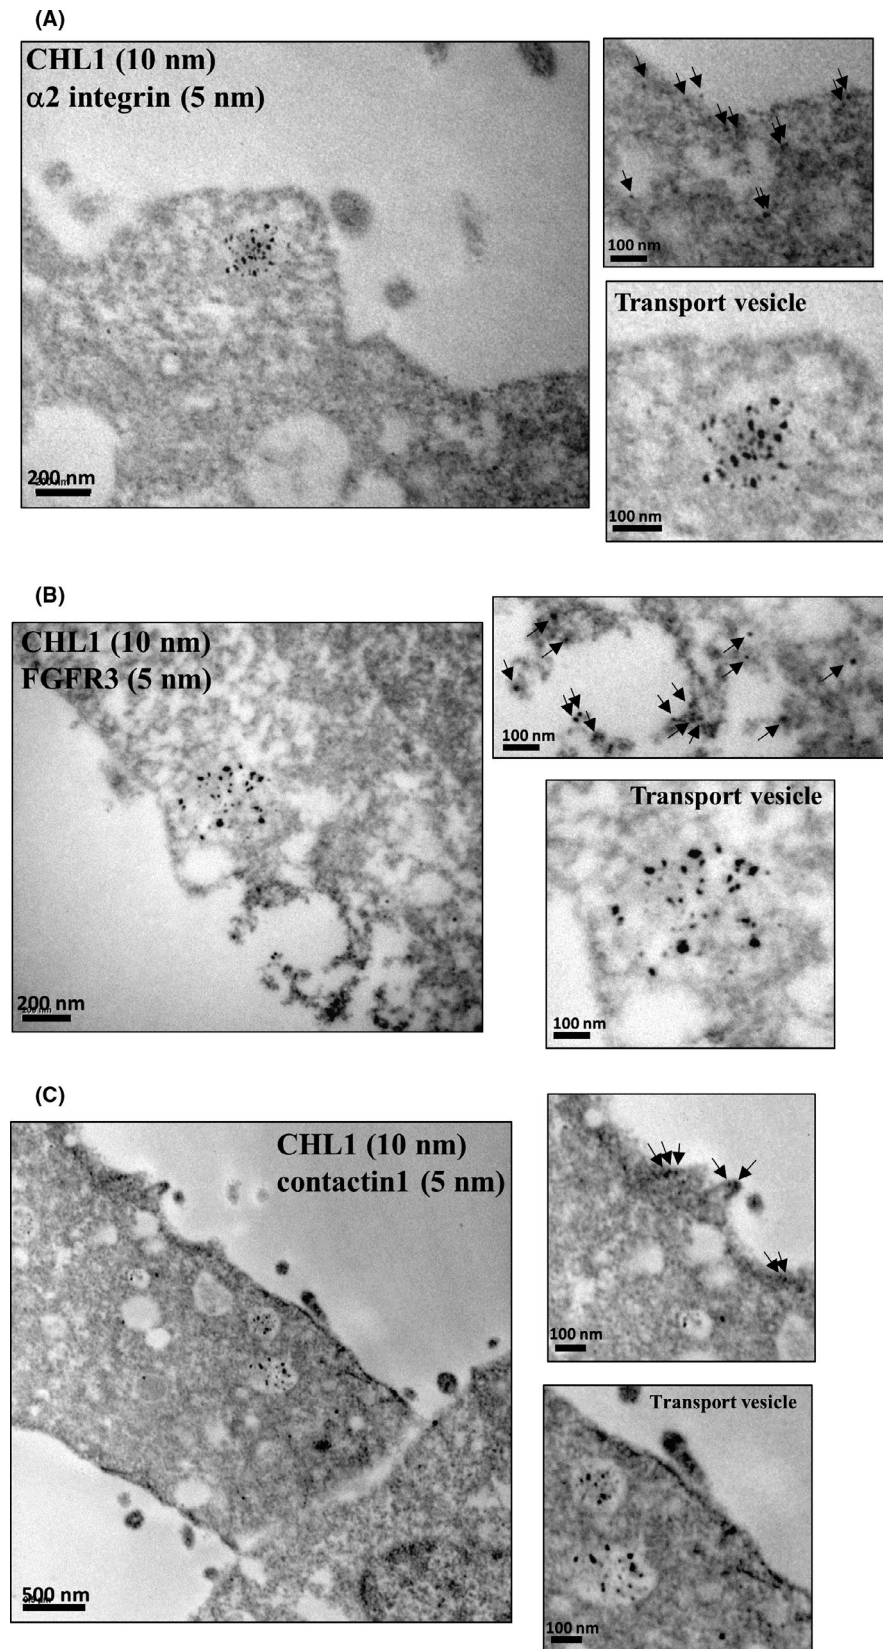 (A)
CHL1 (10 nm)
α2 integrin (5 nm)
200 nm
100 nm
Transport vesicle
100 nm
(B)
CHL1 (10 nm)
FGFR3 (5 nm)
200 nm
100 nm
Transport vesicle
100 nm
(C)
CHL1 (10 nm)
contactin1 (5 nm)
500 nm
100 nm
Transport vesicle
100 nm